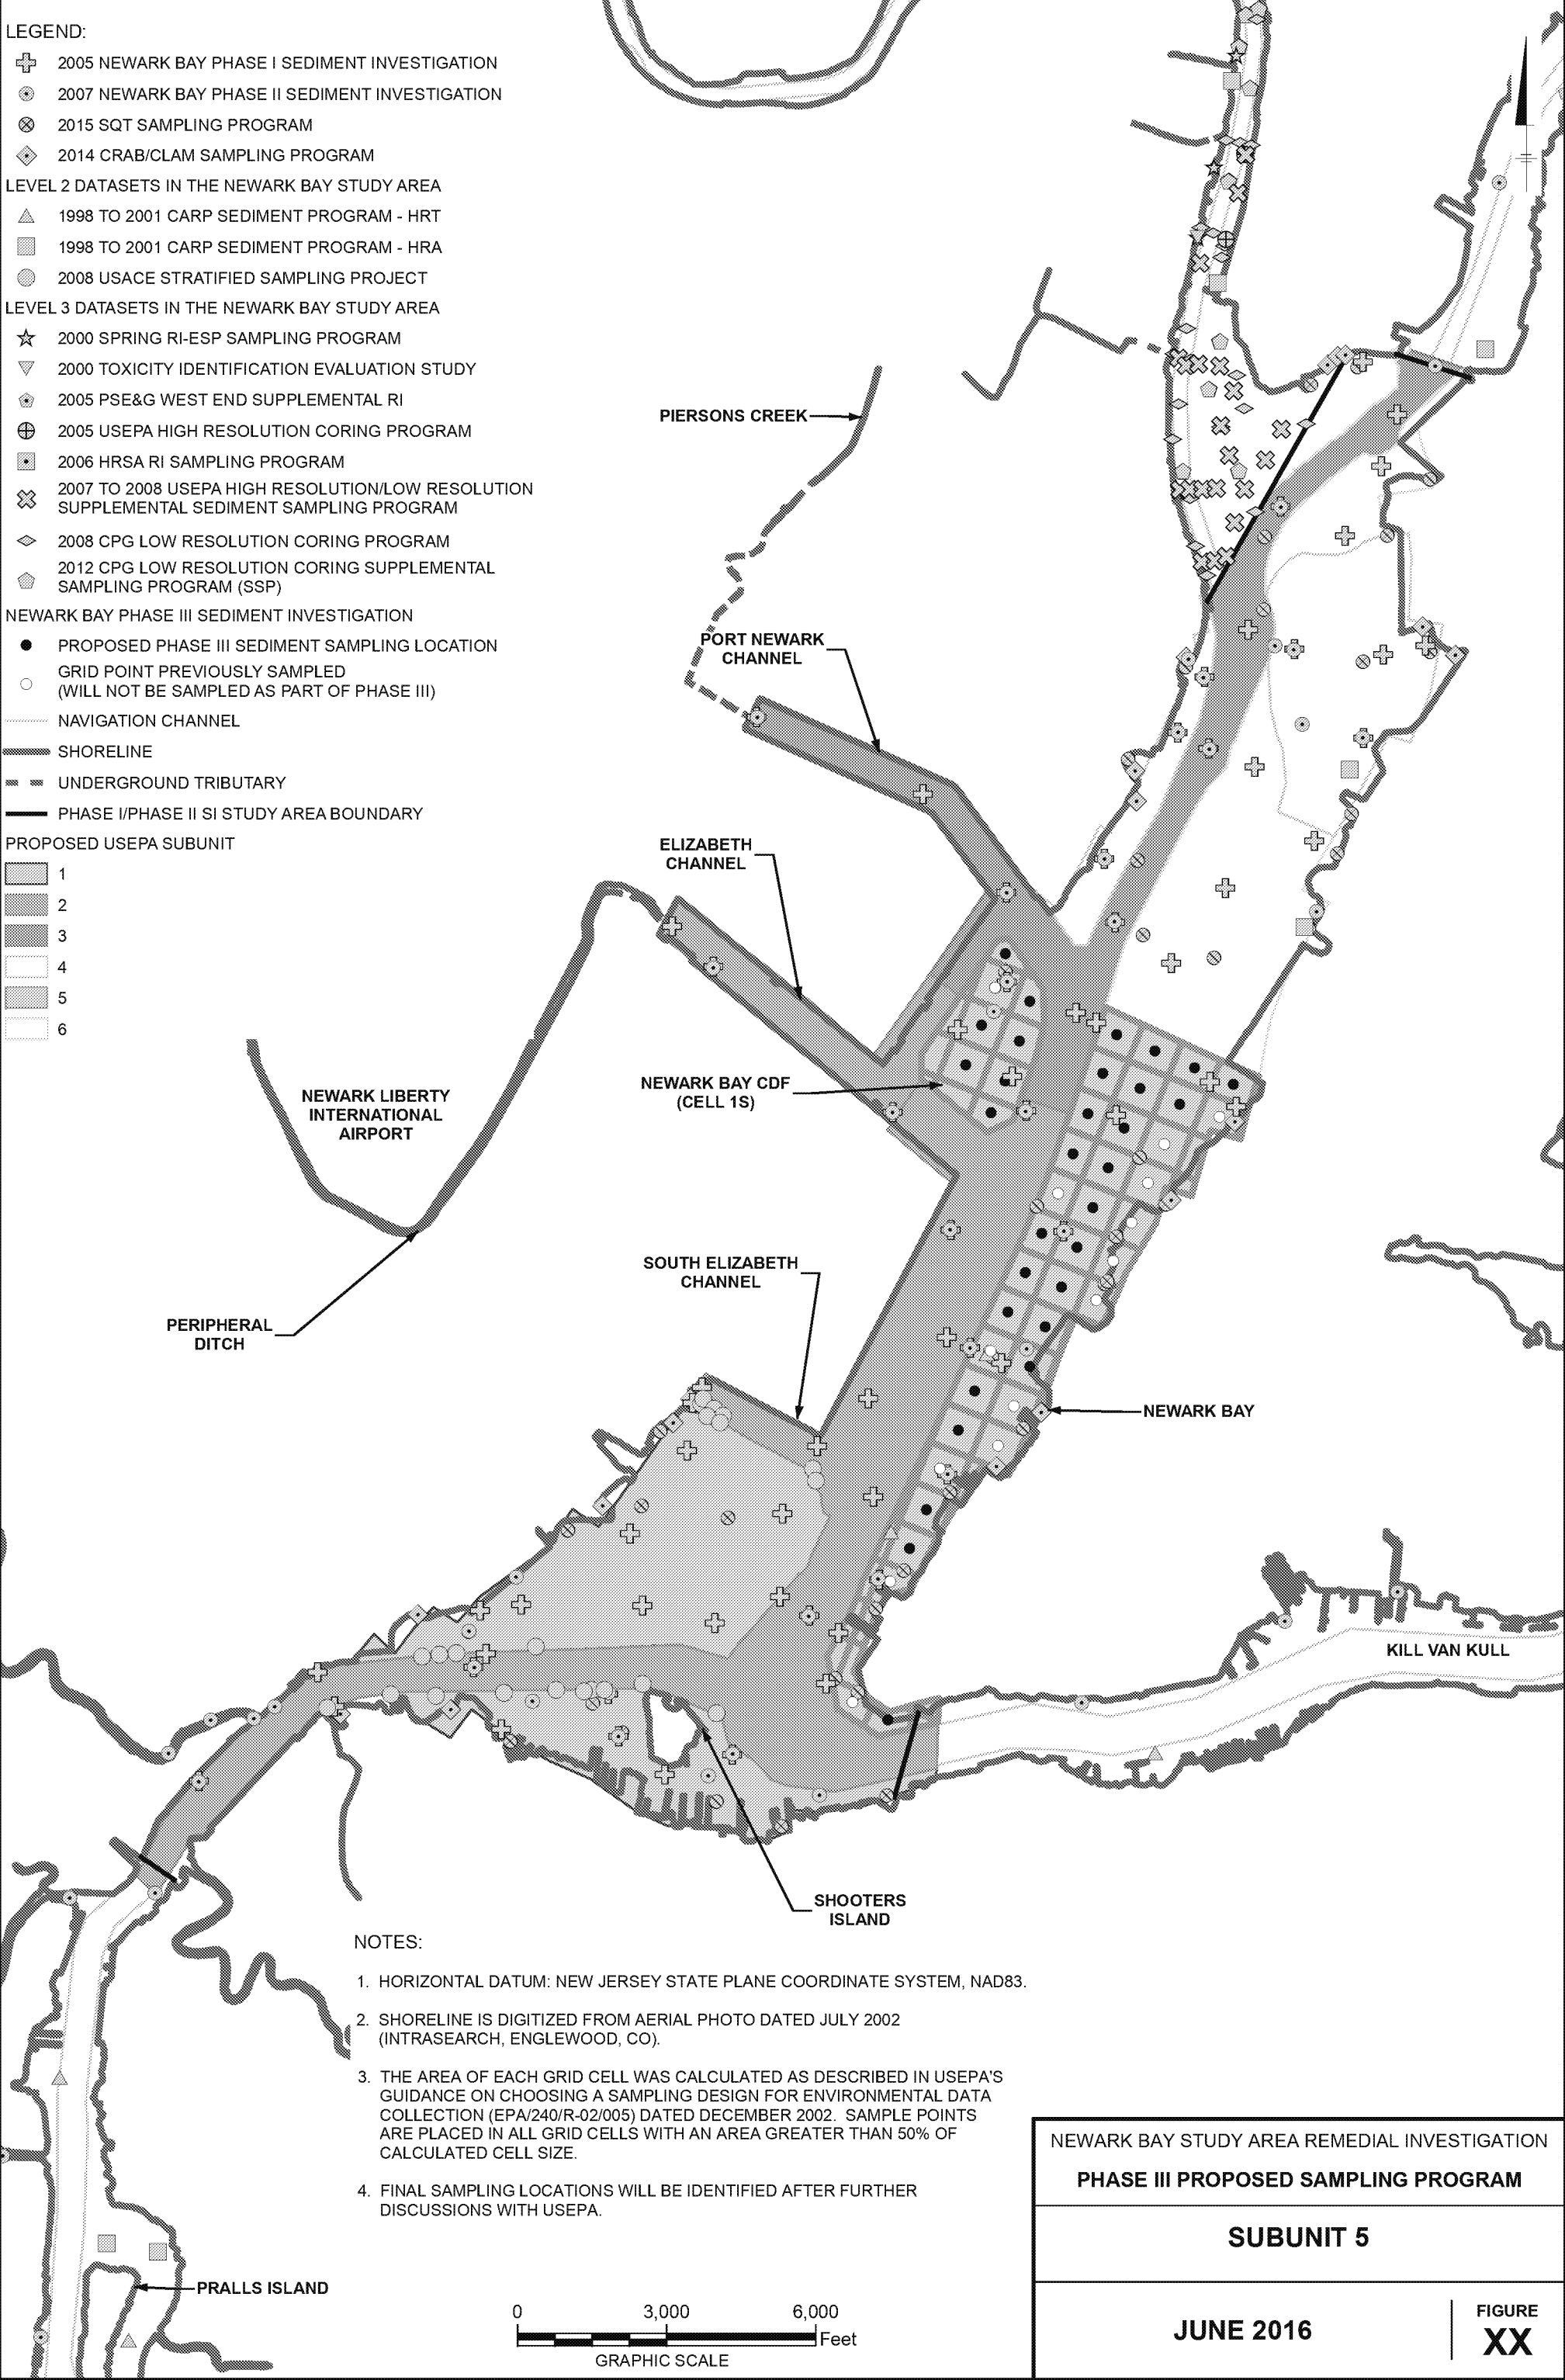 LEGEND:
2005 NEWARK BAY PHASE I SEDIMENT INVESTIGATION
2007 NEWARK BAY PHASE II SEDIMENT INVESTIGATION
2015 SQT SAMPLING PROGRAM
2014 CRAB/CLAM SAMPLING PROGRAM
LEVEL 2 DATASETS IN THE NEWARK BAY STUDY AREA
1998 TO 2001 CARP SEDIMENT PROGRAM - HRT
1998 TO 2001 CARP SEDIMENT PROGRAM - HRA
2008 USACE STRATIFIED SAMPLING PROJECT
LEVEL 3 DATASETS IN THE NEWARK BAY STUDY AREA
2000 SPRING RI-ESP SAMPLING PROGRAM
2000 TOXICITY IDENTIFICATION EVALUATION STUDY
2005 PSE&G WEST END SUPPLEMENTAL RI
2005 USEPA HIGH RESOLUTION CORING PROGRAM
2006 HRSA RI SAMPLING PROGRAM
2007 TO 2008 USEPA HIGH RESOLUTION/LOW RESOLUTION
SUPPLEMENTAL SEDIMENT SAMPLING PROGRAM
2008 CPG LOW RESOLUTION CORING PROGRAM
2012 CPG LOW RESOLUTION CORING SUPPLEMENTAL
SAMPLING PROGRAM (SSP)
NEWARK BAY PHASE III SEDIMENT INVESTIGATION
PROPOSED PHASE III SEDIMENT SAMPLING LOCATION
GRID POINT PREVIOUSLY SAMPLED
(WILL NOT BE SAMPLED AS PART OF PHASE III)
NAVIGATION CHANNEL
SHORELINE
UNDERGROUND TRIBUTARY
PHASE I/PHASE II SI STUDY AREA BOUNDARY
PROPOSED USEPA SUBUNIT
1
2
3
4
5
6
PIERSONS CREEK
PORT NEWARK
CHANNEL
ELIZABETH
CHANNEL
NEWARK BAY CDF
(CELL 1S)
NEWARK LIBERTY
INTERNATIONAL
AIRPORT
PERIPHERAL
DITCH
SOUTH ELIZABETH
CHANNEL
NEWARK BAY
KILL VAN KULL
SHOOTERS
ISLAND
PRALLS ISLAND
NOTES:
1. HORIZONTAL DATUM: NEW JERSEY STATE PLANE COORDINATE SYSTEM, NAD83.
2. SHORELINE IS DIGITIZED FROM AERIAL PHOTO DATED JULY 2002
(INTRASEARCH, ENGLEWOOD, CO).
3. THE AREA OF EACH GRID CELL WAS CALCULATED AS DESCRIBED IN USEPA'S
GUIDANCE ON CHOOSING A SAMPLING DESIGN FOR ENVIRONMENTAL DATA
COLLECTION (EPA/240/R-02/005) DATED DECEMBER 2002. SAMPLE POINTS
ARE PLACED IN ALL GRID CELLS WITH AN AREA GREATER THAN 50% OF
CALCULATED CELL SIZE.
4. FINAL SAMPLING LOCATIONS WILL BE IDENTIFIED AFTER FURTHER
DISCUSSIONS WITH USEPA.
0 3,000 6,000
Feet
GRAPHIC SCALE
NEWARK BAY STUDY AREA REMEDIAL INVESTIGATION
PHASE III PROPOSED SAMPLING PROGRAM
SUBUNIT 5
JUNE 2016
FIGURE
XX